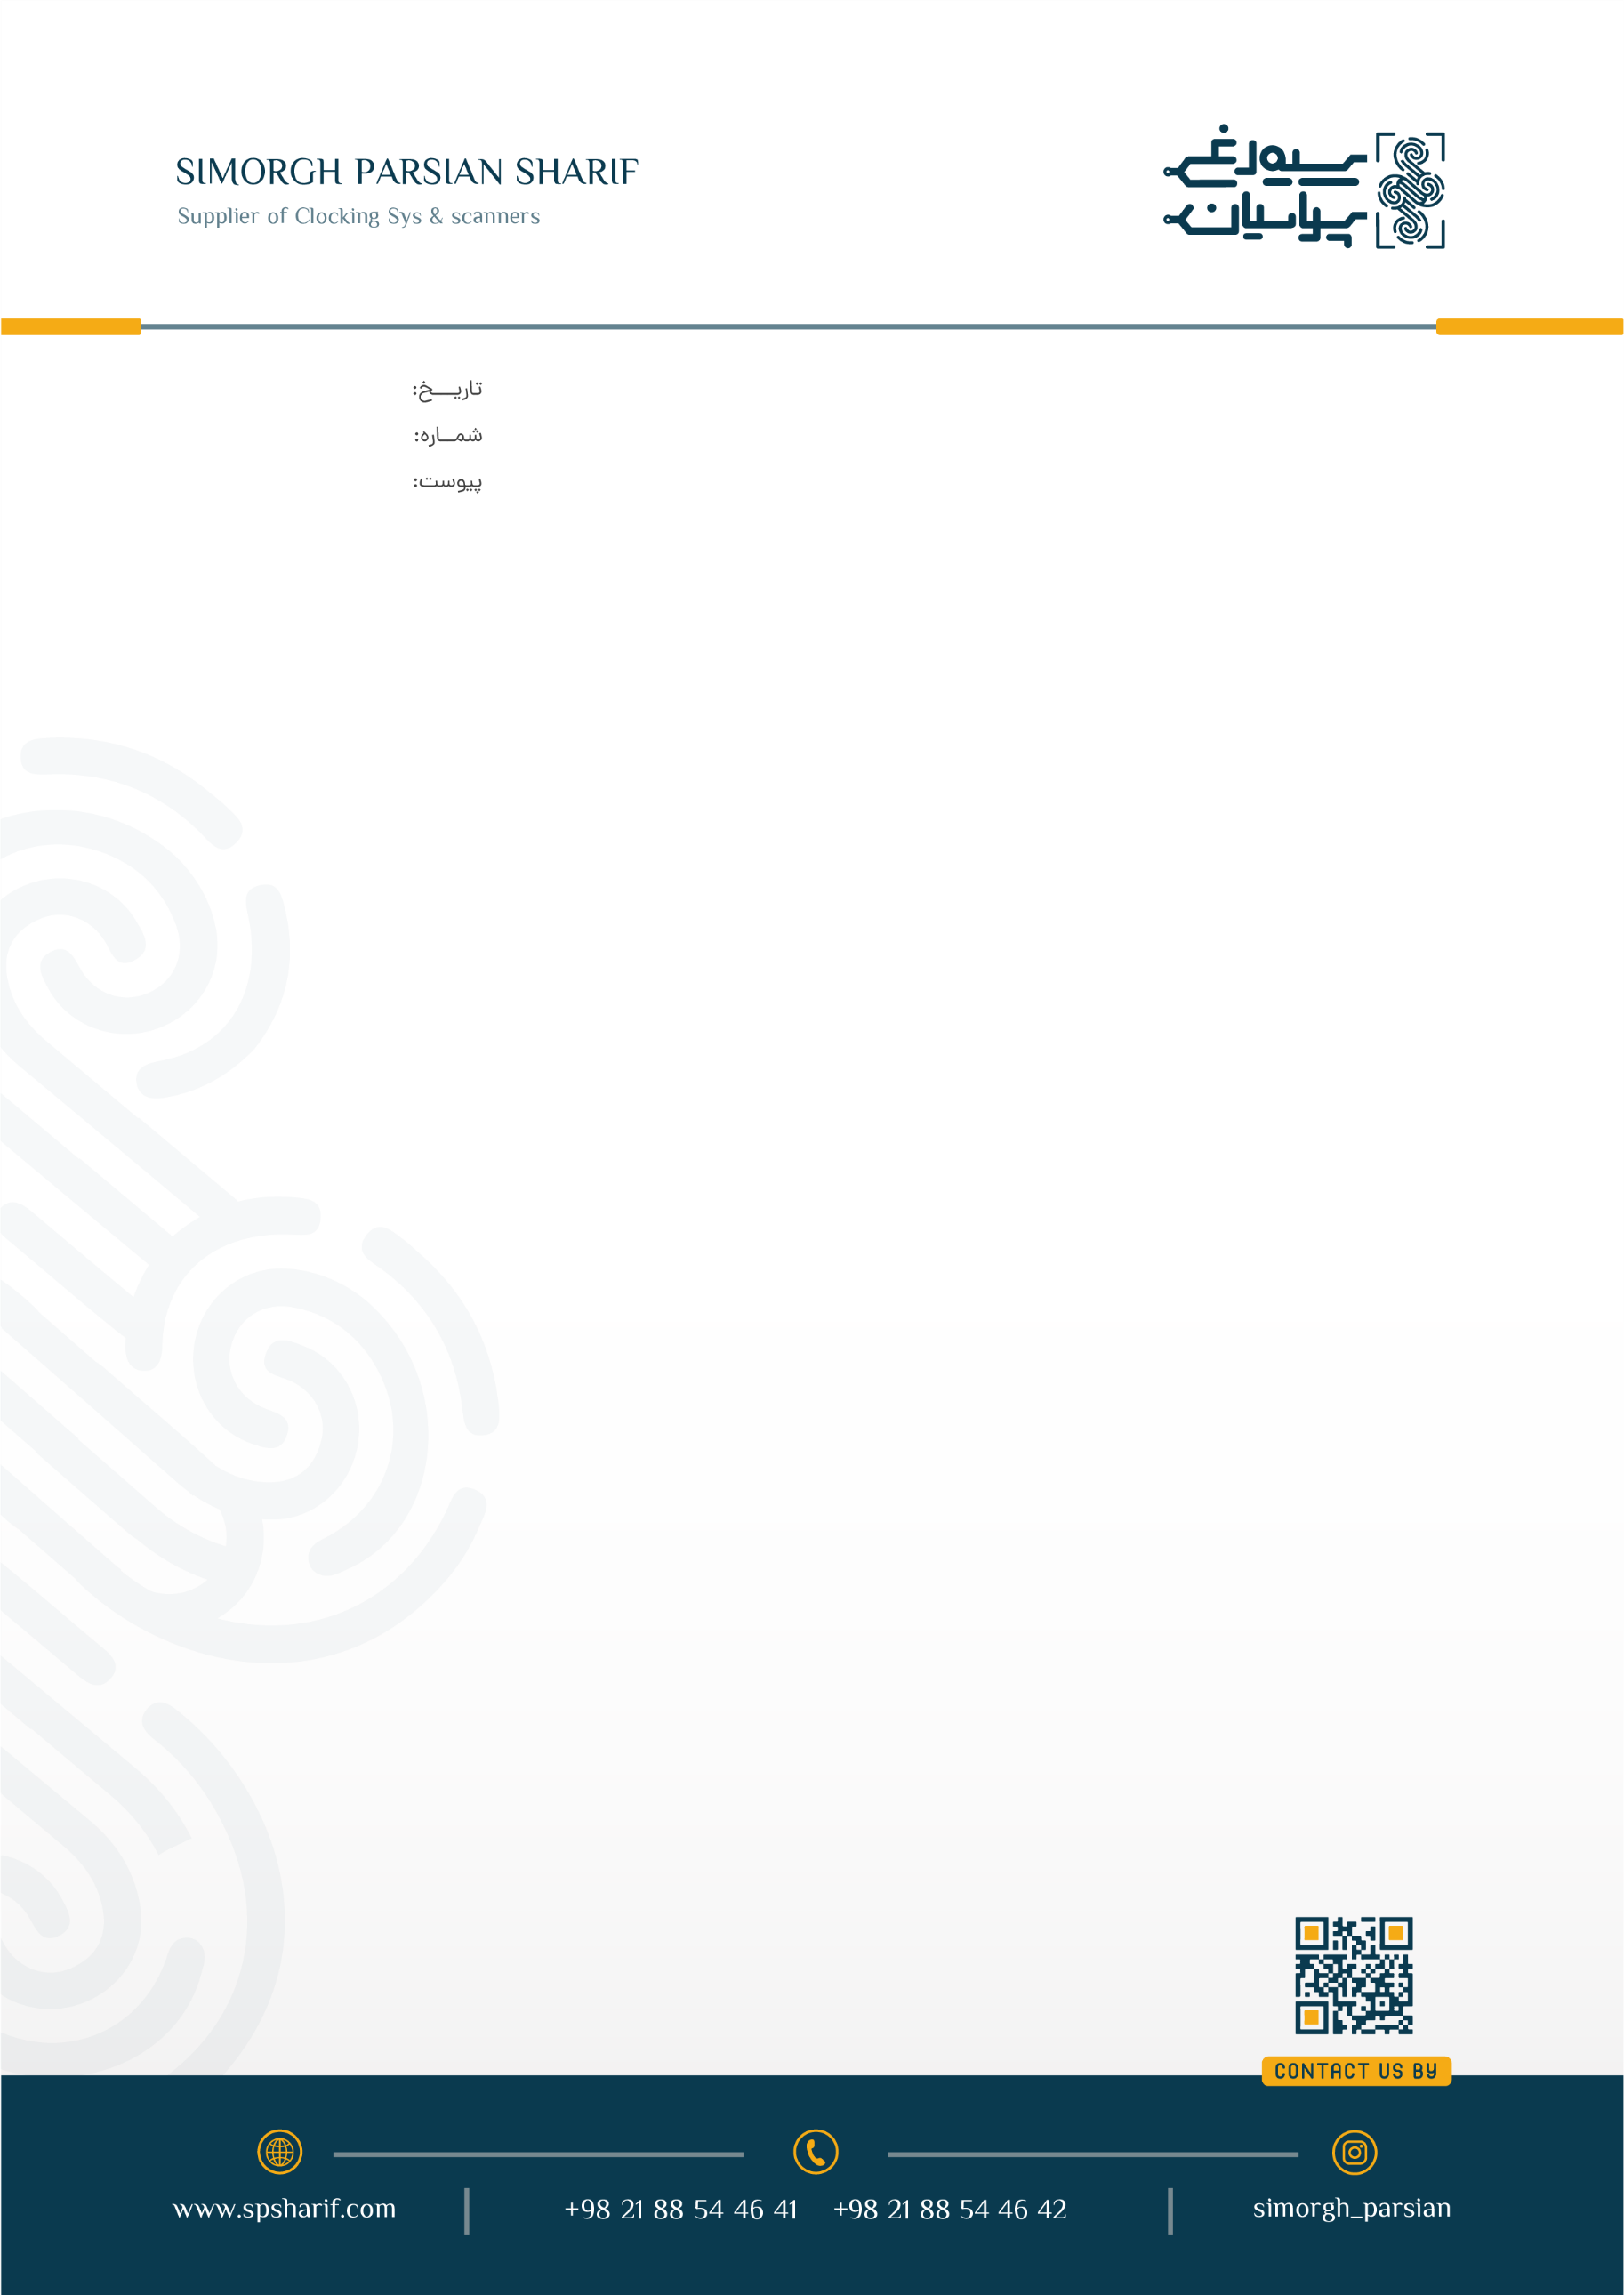 SIMORGH PARSIAN SHARIF
Supplier of Clocking Sys & scanners
سیمرغ
پارسیان
تاریـــخ:
شمــاره:
پیوست:
CONTACT US BY
www.spsharif.com
+98 21 88 54 46 41 +98 21 88 54 46 42
simorgh_parsian